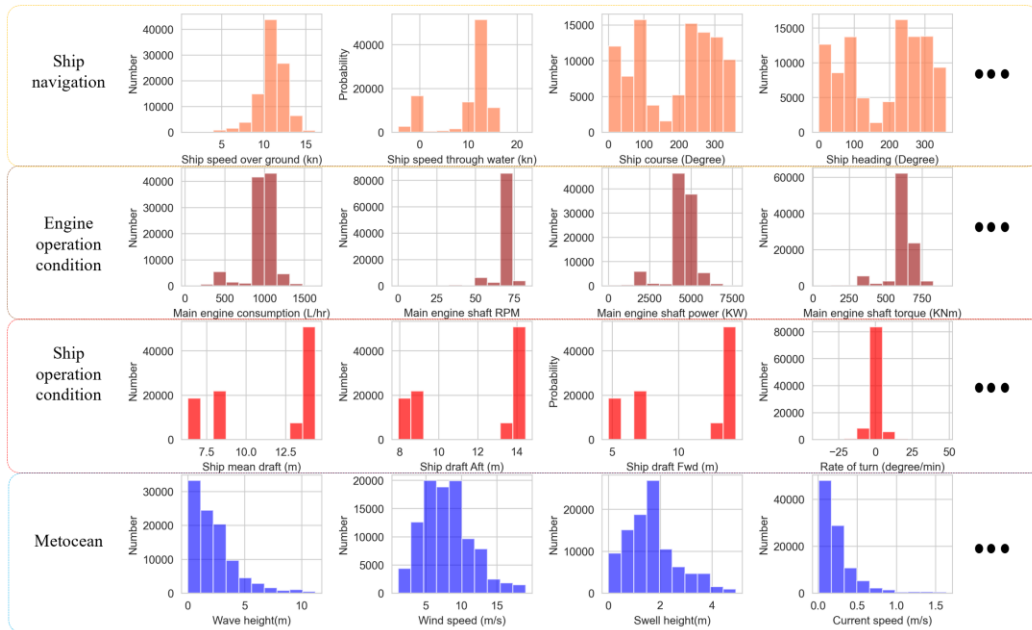 Ship
navigation
Number
40000
30000
20000
10000
0
5
10
15
Ship speed over ground (kn)
Probability
40000
20000
0
0
10
20
Ship speed through water (kn)
Number
15000
10000
5000
0
0
100
200
300
Ship course (Degree)
Number
15000
10000
5000
0
0
100
200
300
Ship heading (Degree)
Engine
operation
condition
Number
40000
30000
20000
10000
0
0
500
1000
1500
Main engine consumption (L/hr)
Number
80000
60000
40000
20000
0
0
25
50
75
Main engine shaft RPM
Number
40000
20000
0
0
2500
5000
7500
Main engine shaft power (KW)
Number
60000
40000
20000
0
0
250
500
750
Main engine shaft torque (KNm)
Ship
operation
condition
Number
40000
20000
0
7.5
10.0
12.5
Ship mean draft (m)
Number
40000
20000
0
8
10
12
14
Ship draft Aft (m)
Probability
40000
20000
0
5
10
Ship draft Fwd (m)
Number
80000
60000
40000
20000
0
−25
0
25
50
Rate of turn (degree/min)
Metocean
Number
30000
20000
10000
0
0
5
10
Wave height(m)
Number
20000
15000
10000
5000
0
5
10
15
Wind speed (m/s)
Number
20000
10000
0
0
2
4
Swell height(m)
Number
40000
20000
0
0.0
0.5
1.0
1.5
Current speed (m/s)